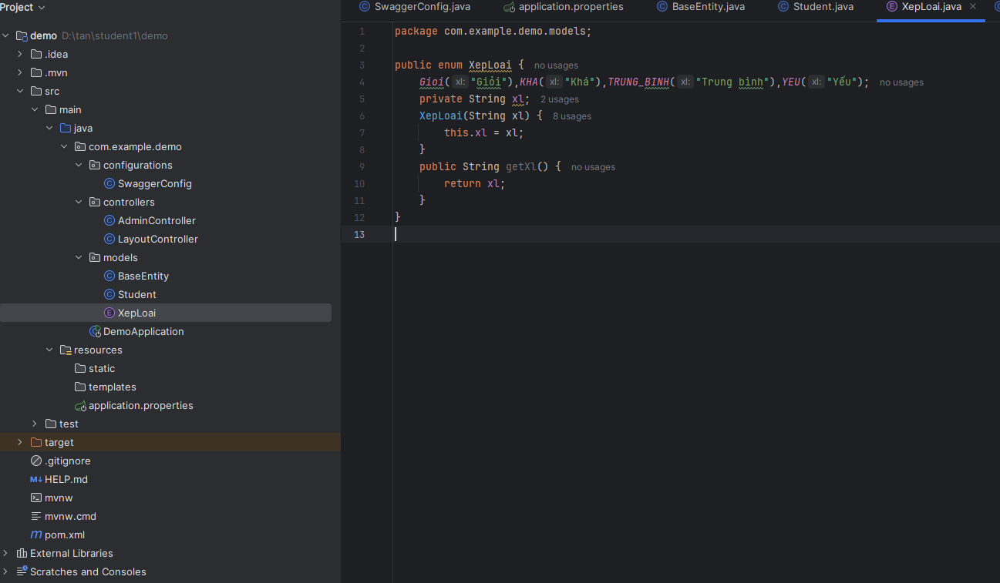 Project
demo D:\tan\student1\demo
.idea
.mvn
src
main
java
com.example.demo
configurations
SwaggerConfig
controllers
AdminController
LayoutController
models
BaseEntity
Student
XepLoai
DemoApplication
resources
static
templates
application.properties
test
target
.gitignore
HELP.md
mvnw
mvnw.cmd
pom.xml
External Libraries
Scratches and Consoles
SwaggerConfig.java application.properties BaseEntity.java Student.java XepLoai.java
1 package com.example.demo.models;
2
3 public enum XepLoai { no usages
4 Gioi( xl: "Giỏi"),KHA( xl: "Khá"),TRUNG_BINH( xl: "Trung bình"),YEU( xl: "Yếu"); no usages
5 private String xl; 2 usages
6 XepLoai(String xl) { 8 usages
7 this.xl = xl;
8 }
9 public String getXl() { no usages
10 return xl;
11 }
12 }
13